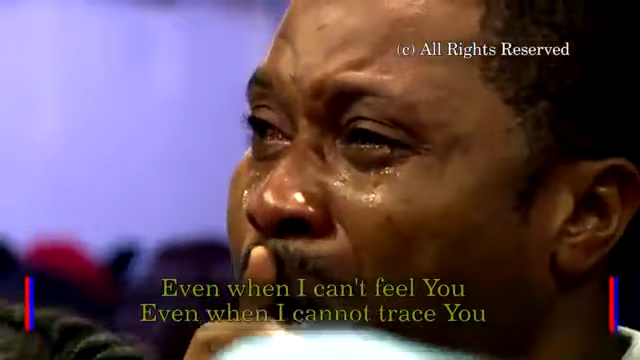 (c) All Rights Reserved
Even when I can't feel You
Even when I cannot trace You